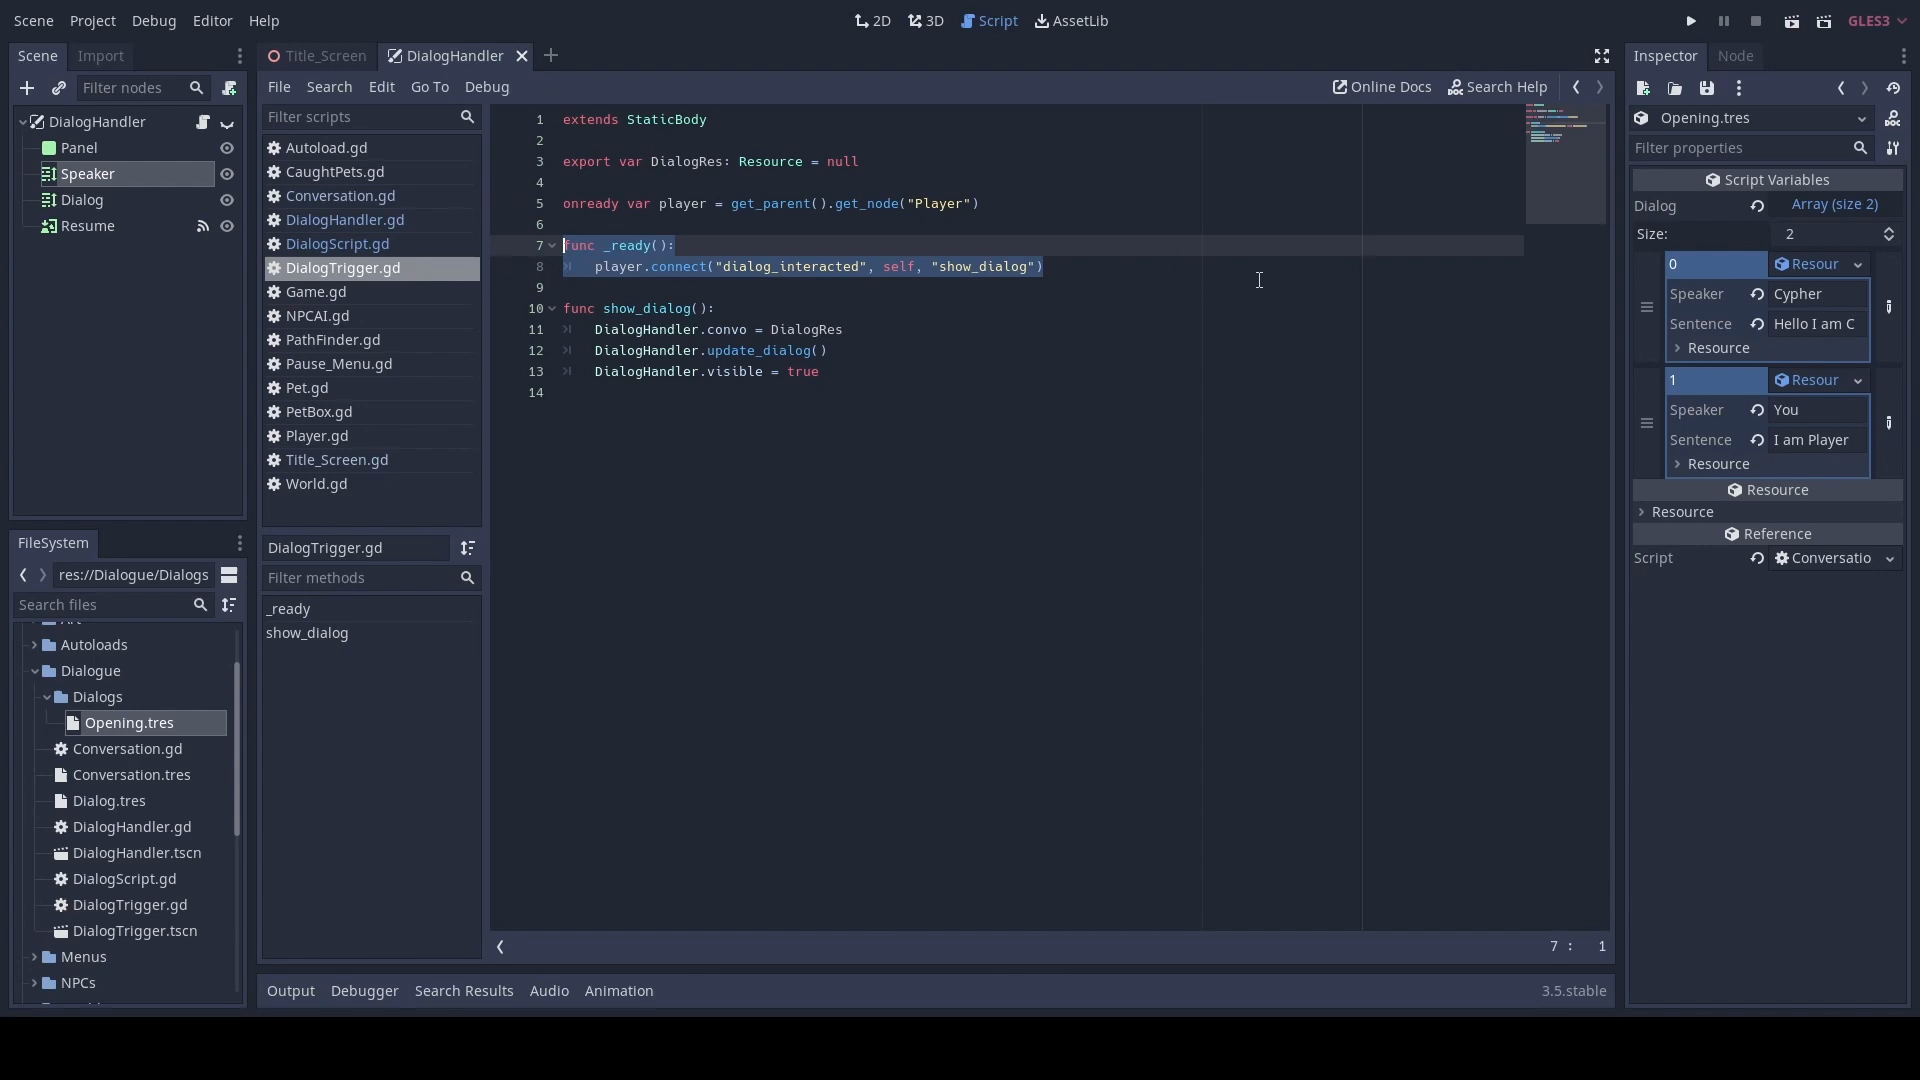 Scene Project Debug Editor Help
2D 3D Script AssetLib
GLES3
Scene Import
Filter nodes
DialogHandler
Panel
Speaker
Dialog
Resume
FileSystem
res://Dialogue/Dialogs
Search files
Autoloads
Dialogue
Dialogs
Opening.tres
Conversation.gd
Conversation.tres
Dialog.tres
DialogHandler.gd
DialogHandler.tscn
DialogScript.gd
DialogTrigger.gd
DialogTrigger.tscn
Menus
NPCs
Title_Screen DialogHandler
File Search Edit Go To Debug
Online Docs Search Help
Filter scripts
Autoload.gd
CaughtPets.gd
Conversation.gd
DialogHandler.gd
DialogScript.gd
DialogTrigger.gd
Game.gd
NPCAI.gd
PathFinder.gd
Pause_Menu.gd
Pet.gd
PetBox.gd
Player.gd
Title_Screen.gd
World.gd
DialogTrigger.gd
Filter methods
_ready
show_dialog
1 extends StaticBody
2
3 export var DialogRes: Resource = null
4
5 onready var player = get_parent().get_node("Player")
6
7 func _ready():
8 player.connect("dialog_interacted", self, "show_dialog")
9
10 func show_dialog():
11 DialogHandler.convo = DialogRes
12 DialogHandler.update_dialog()
13 DialogHandler.visible = true
14
7 : 1
Output Debugger Search Results Audio Animation
3.5.stable
Inspector Node
Opening.tres
Filter properties
Script Variables
Dialog Array (size 2)
Size: 2
0 Resour
Speaker Cypher
Sentence Hello I am C
Resource
1 Resour
Speaker You
Sentence I am Player
Resource
Resource
Resource
Reference
Script Conversatio